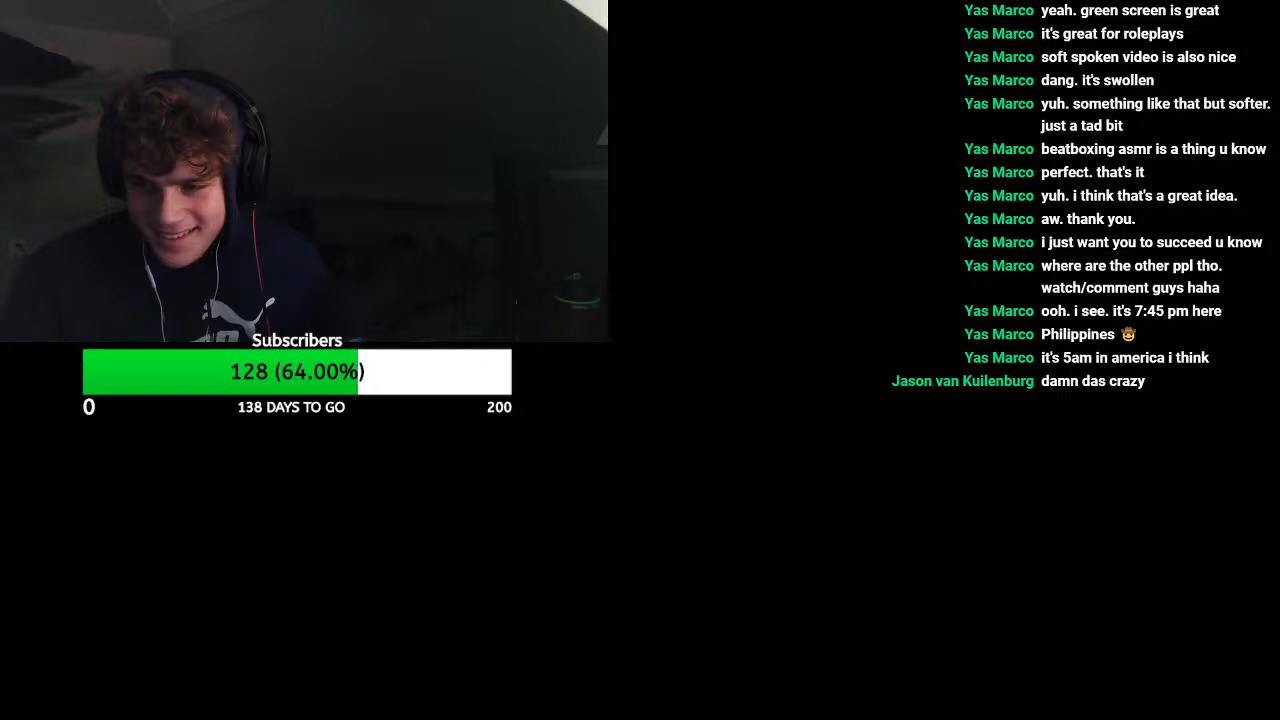 Yas Marco yeah. green screen is great
Yas Marco it's great for roleplays
Yas Marco soft spoken video is also nice
Yas Marco dang. it's swollen
Yas Marco yuh. something like that but softer.
just a tad bit
Yas Marco beatboxing asmr is a thing u know
Yas Marco perfect. that's it
Yas Marco yuh. i think that's a great idea.
Yas Marco aw. thank you.
Yas Marco i just want you to succeed u know
Yas Marco where are the other ppl tho.
watch/comment guys haha
Yas Marco ooh. i see. it's 7:45 pm here
Yas Marco Philippines 🤠
Yas Marco it's 5am in america i think
Jason van Kuilenburg damn das crazy
Subscribers
128 (64.00%)
0 138 DAYS TO GO 200